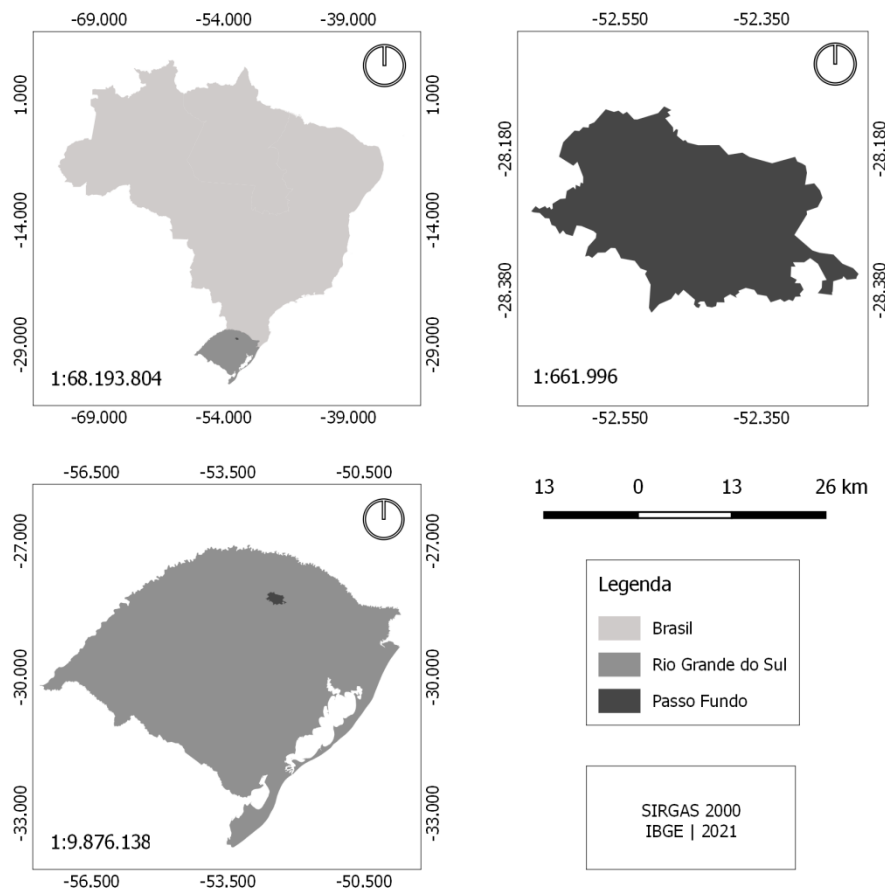 -69.000 -54.000 -39.000
1.000 1.000
-14.000 -14.000
-29.000 -29.000
1:68.193.804
-69.000 -54.000 -39.000
-52.550 -52.350
-28.180 -28.180
-28.380 -28.380
1:661.996
-52.550 -52.350
-56.500 -53.500 -50.500
-27.000 -27.000
-30.000 -30.000
-33.000 -33.000
1:9.876.138
-56.500 -53.500 -50.500
13 0 13 26 km
Legenda
Brasil
Rio Grande do Sul
Passo Fundo
SIRGAS 2000
IBGE | 2021